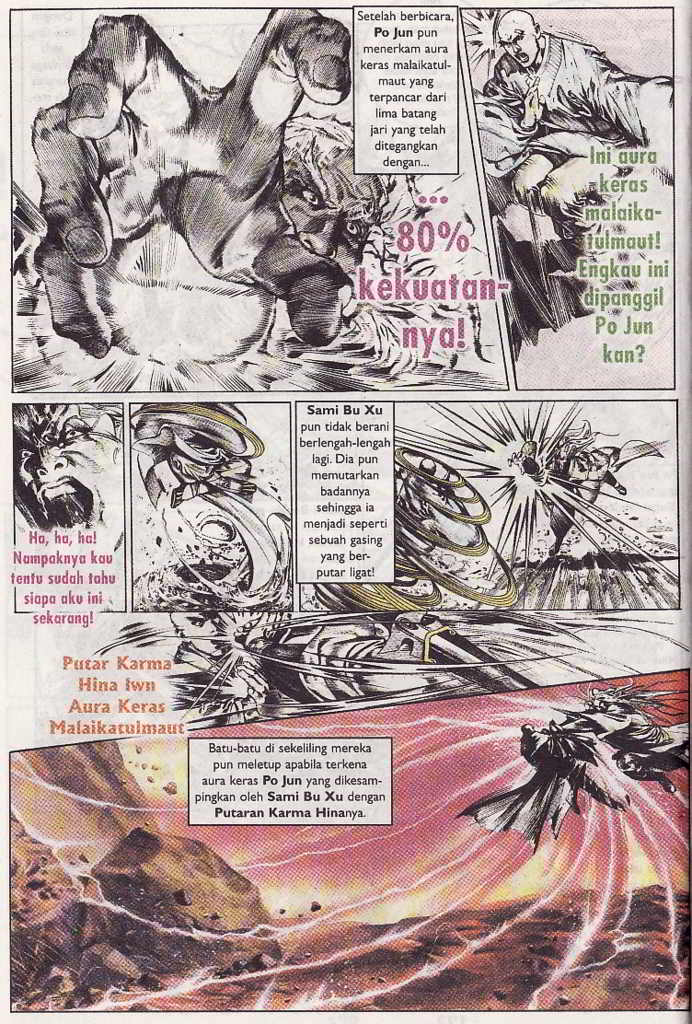 Setelah berbicara,
Po Jun pun
menerkam aura
keras malaikatul-
maut yang
terpancar dari
lima batang
jari yang telah
ditegangkan
dengan...
...
80%
kekuatan-
nya!
Ini aura
keras
malaika-
tulmaut!
Engkau ini
dipanggil
Po Jun
kan?
Ha, ha, ha!
Nampaknya kau
tentu sudah tahu
siapa aku ini
sekarang!
Sami Bu Xu
pun tidak berani
berlengah-lengah
lagi. Dia pun
memutarkan
badannya
sehingga ia
menjadi seperti
sebuah gasing
yang ber-
putar ligat!
Putar Karma
Hina lwn
Aura Keras
Malaikatulmaut
Batu-batu di sekeliling mereka
pun meletup apabila terkena
aura keras Po Jun yang dikesam-
pingkan oleh Sami Bu Xu dengan
Putaran Karma Hinanya.